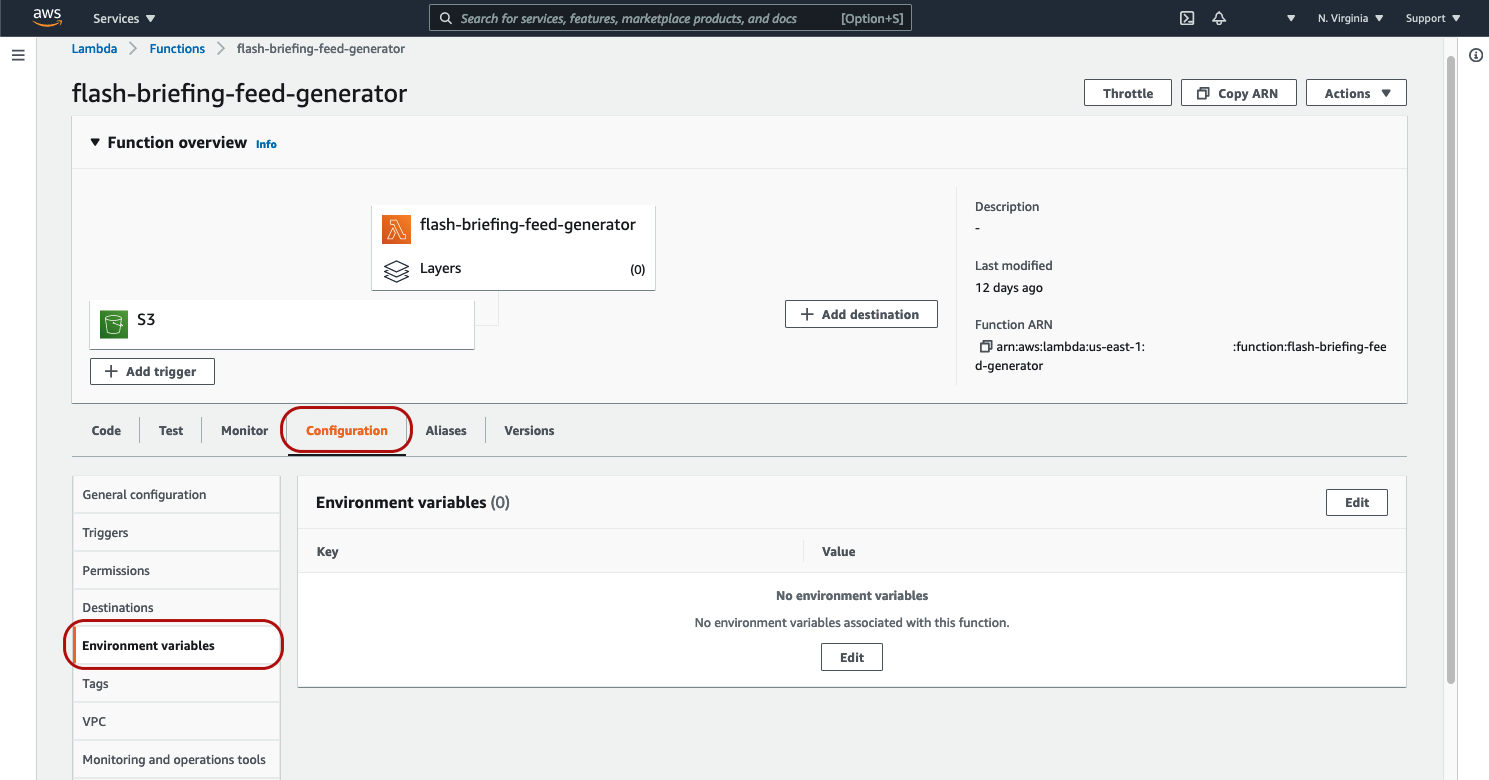 aws Services Search for services, features, marketplace products, and docs [Option+S] N. Virginia Support
Lambda Functions flash-briefing-feed-generator
flash-briefing-feed-generator
Throttle Copy ARN Actions
Function overview Info
flash-briefing-feed-generator
Layers (0)
S3
Add trigger
Add destination
Description
-
Last modified
12 days ago
Function ARN
arn:aws:lambda:us-east-1: :function:flash-briefing-fee
d-generator
Code Test Monitor Configuration Aliases Versions
General configuration
Triggers
Permissions
Destinations
Environment variables
Tags
VPC
Monitoring and operations tools
Environment variables (0) Edit
Key Value
No environment variables
No environment variables associated with this function.
Edit